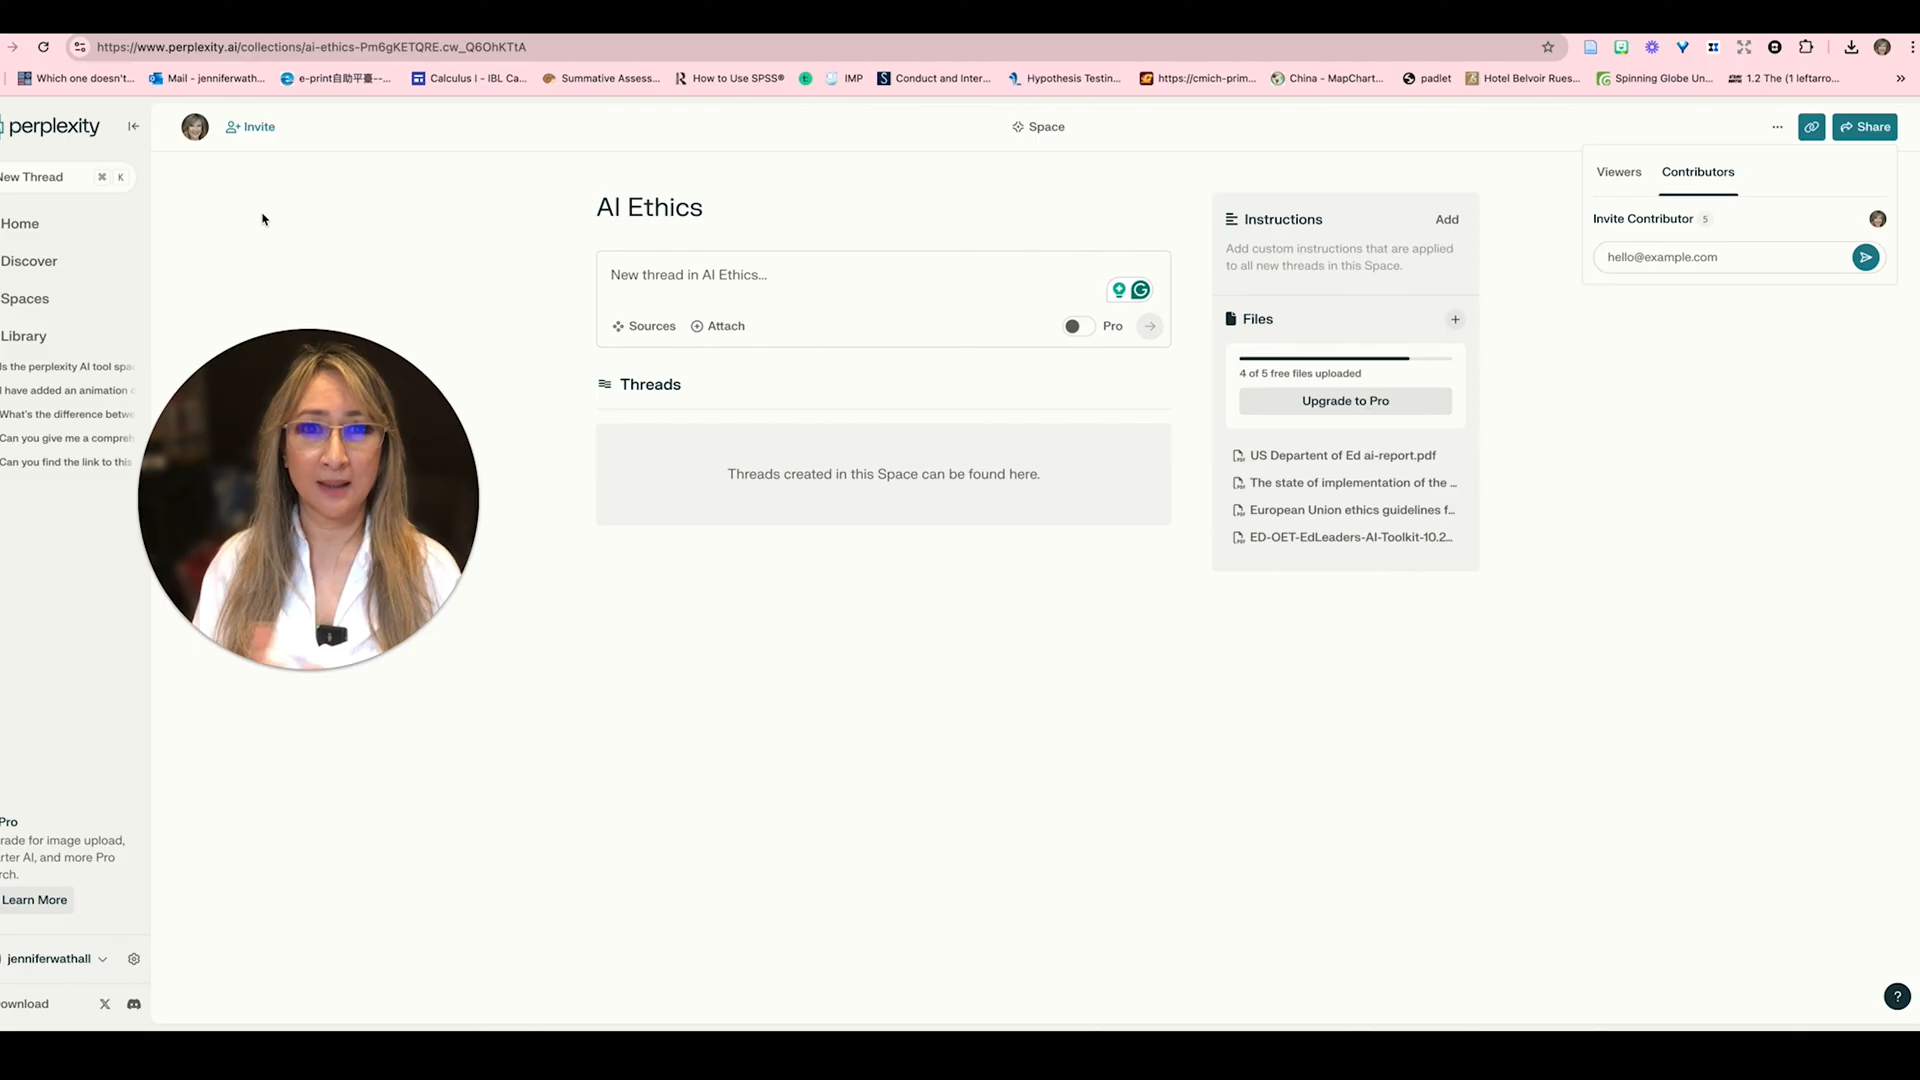 https://www.perplexity.ai/collections/ai-ethics-Pm6gKETQRE.cw_Q6OhKTtA
Which one doesn't...
Mail - jenniferwath...
e-print自助平臺--...
Calculus I - IBL Ca...
Summative Assess...
How to Use SPSS®
IMP
Conduct and Inter...
Hypothesis Testin...
https://cmich-prim...
China - MapChart...
padlet
Hotel Belvoir Rues...
Spinning Globe Un...
1.2 The (1 leftarro...
»
perplexity
Invite
Space
...
Share
New Thread
⌘ K
Home
Discover
Spaces
Library
Is the perplexity AI tool spac
I have added an animation o
What's the difference betwe
Can you give me a compreh
Can you find the link to this
Pro
rade for image upload,
rter AI, and more Pro
rch.
Learn More
jenniferwathall
ownload
AI Ethics
New thread in AI Ethics...
Sources
Attach
Pro
Threads
Threads created in this Space can be found here.
Instructions
Add
Add custom instructions that are applied
to all new threads in this Space.
Files
+
4 of 5 free files uploaded
Upgrade to Pro
US Departent of Ed ai-report.pdf
The state of implementation of the ...
European Union ethics guidelines f...
ED-OET-EdLeaders-AI-Toolkit-10.2...
Viewers
Contributors
Invite Contributor 5
hello@example.com
?